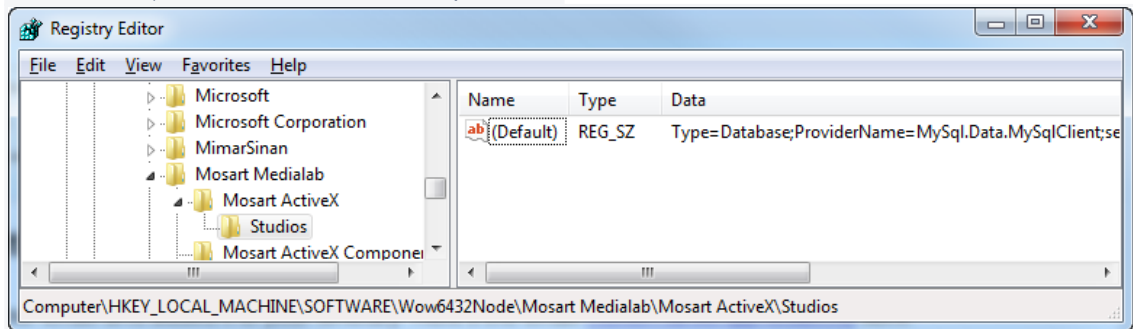 Registry Editor
File Edit View Favorites Help
Microsoft
Microsoft Corporation
MimarSinan
Mosart Medialab
Mosart ActiveX
Studios
Mosart ActiveX Componer
Name Type Data
ab (Default) REG_SZ Type=Database;ProviderName=MySql.Data.MySqlClient;se
Computer\HKEY_LOCAL_MACHINE\SOFTWARE\Wow6432Node\Mosart Medialab\Mosart ActiveX\Studios